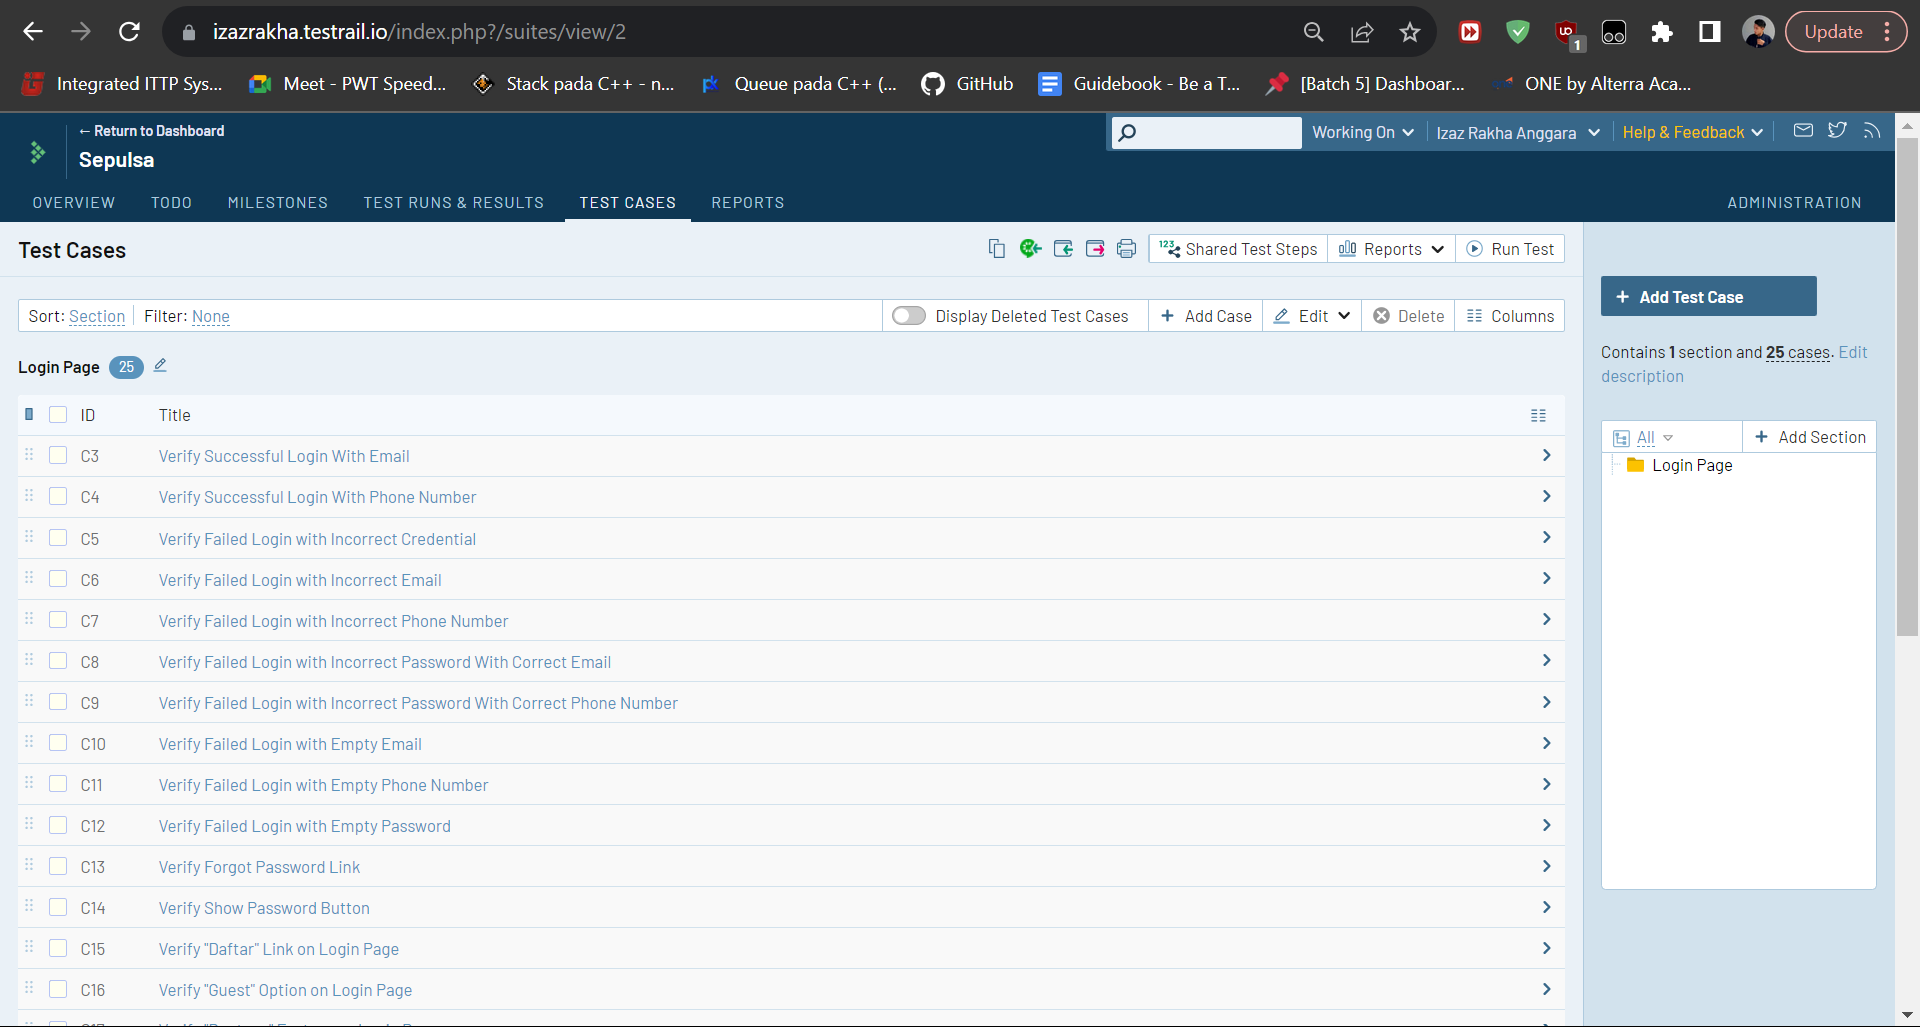 izazrakha.testrail.io/index.php?/suites/view/2
1
Update
Integrated ITTP Sys...
Meet - PWT Speed...
Stack pada C++ - n...
Queue pada C++ (...
GitHub
Guidebook - Be a T...
[Batch 5] Dashboar...
ONE by Alterra Aca...
← Return to Dashboard
Sepulsa
Working On
Izaz Rakha Anggara
Help & Feedback
OVERVIEW
TODO
MILESTONES
TEST RUNS & RESULTS
TEST CASES
REPORTS
ADMINISTRATION
Test Cases
Shared Test Steps
Reports
Run Test
Sort: Section
Filter: None
Display Deleted Test Cases
+ Add Case
Edit
Delete
Columns
Login Page 25
ID Title
C3 Verify Successful Login With Email
C4 Verify Successful Login With Phone Number
C5 Verify Failed Login with Incorrect Credential
C6 Verify Failed Login with Incorrect Email
C7 Verify Failed Login with Incorrect Phone Number
C8 Verify Failed Login with Incorrect Password With Correct Email
C9 Verify Failed Login with Incorrect Password With Correct Phone Number
C10 Verify Failed Login with Empty Email
C11 Verify Failed Login with Empty Phone Number
C12 Verify Failed Login with Empty Password
C13 Verify Forgot Password Link
C14 Verify Show Password Button
C15 Verify "Daftar" Link on Login Page
C16 Verify "Guest" Option on Login Page
+ Add Test Case
Contains 1 section and 25 cases. Edit
description
All
+ Add Section
Login Page